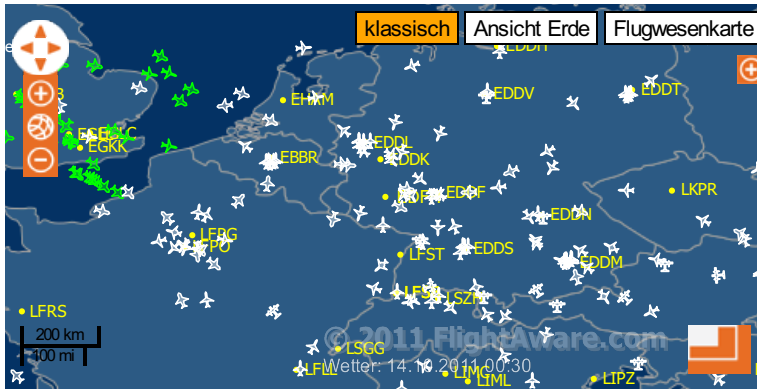 klassisch
Ansicht Erde
Flugwesenkarte
EDDH
EDDV
EDDT
EHAM
EGLC
EGKK
EDDL
EDDK
EBBR
EDDF
LKPR
LFPG
LFPO
EDDN
EDDS
EDDM
LFST
LFSB
LSZH
LFRS
200 km
100 mi
© 2011 FlightAware.com
LSGG
Wetter: 14.10.2011 00:30
LFLL
LIMC
LIML
LIPZ